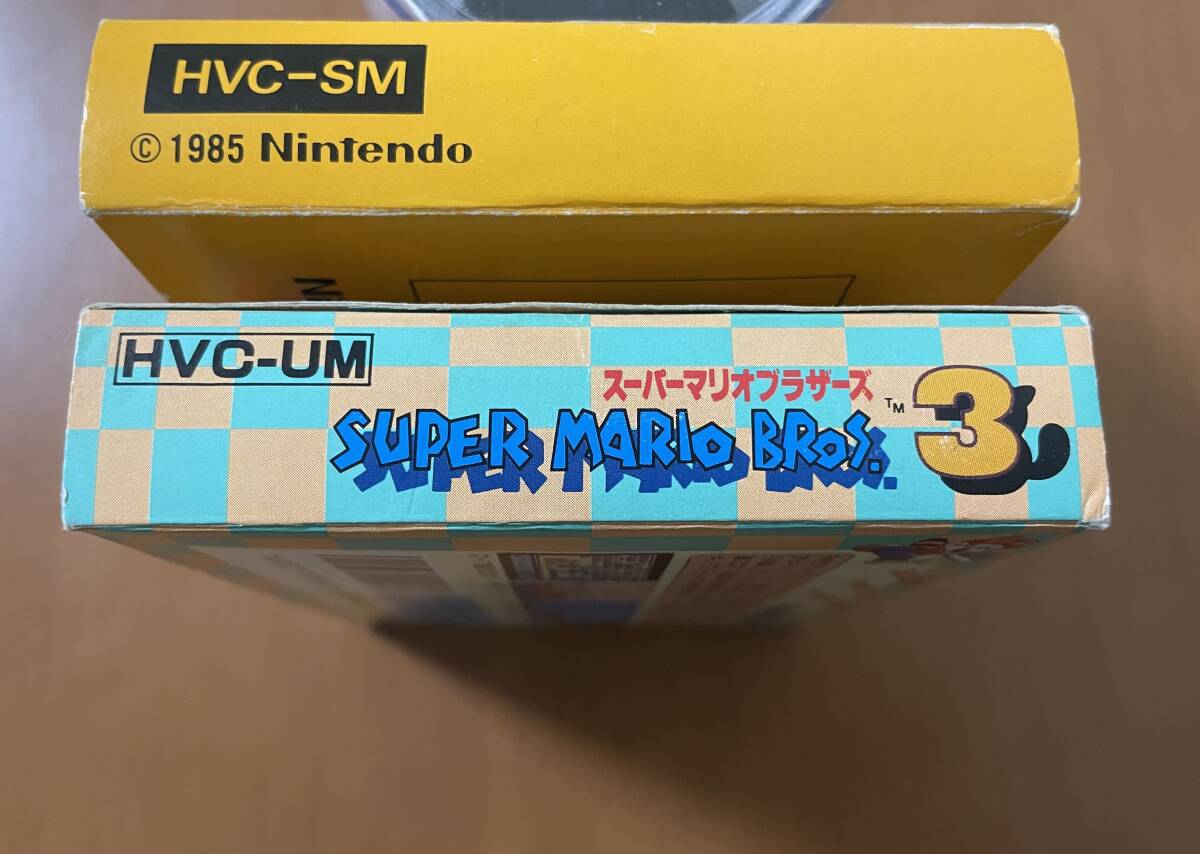 HVC-SM
© 1985 Nintendo
HVC-UM
スーパーマリオブラザーズ
SUPER MARIO BROS.™ 3